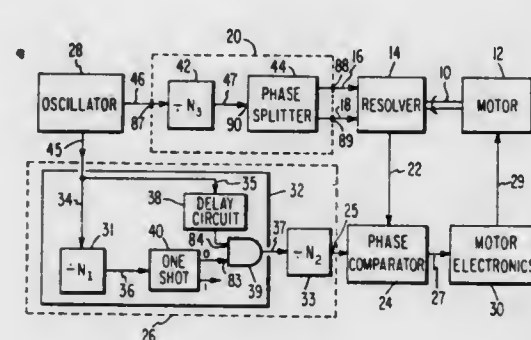 20
28
42
44
88
16
14
12
OSCILLATOR
46
87
÷N3
47
PHASE
SPLITTER
90
18
89
RESOLVER
10
MOTOR
45
34
35
32
22
29
38
DELAY
CIRCUIT
31
40
84
37
25
÷N1
36
ONE
SHOT
0
1
83
39
÷N2
33
PHASE
COMPARATOR
24
27
MOTOR
ELECTRONICS
30
26